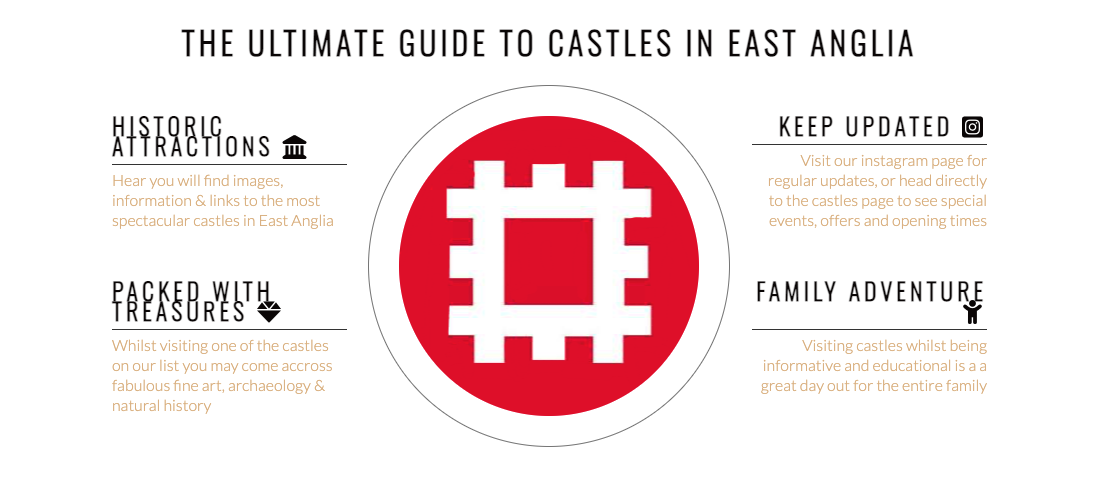 THE ULTIMATE GUIDE TO CASTLES IN EAST ANGLIA
HISTORIC
ATTRACTIONS
Hear you will find images,
information & links to the most
spectacular castles in East Anglia
PACKED WITH
TREASURES
Whilst visiting one of the castles
on our list you may come accross
fabulous fine art, archaeology &
natural history
KEEP UPDATED
Visit our instagram page for
regular updates, or head directly
to the castles page to see special
events, offers and opening times
FAMILY ADVENTURE
Visiting castles whilst being
informative and educational is a a
great day out for the entire family